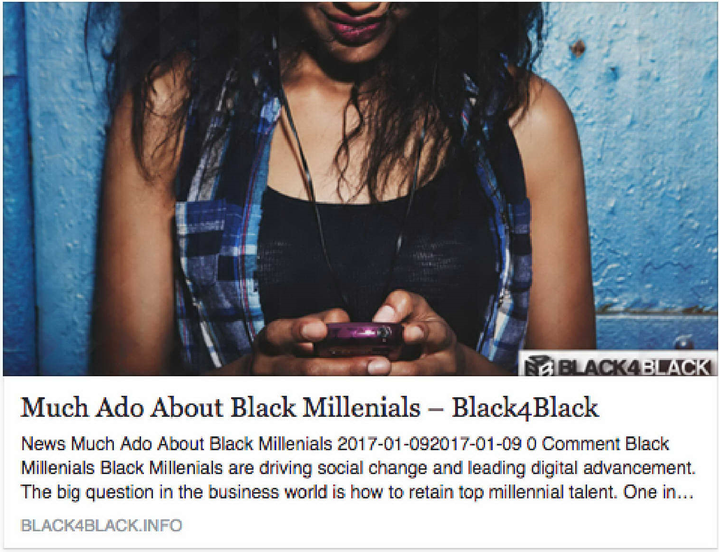 BLACK4BLACK
Much Ado About Black Millenials – Black4Black
News Much Ado About Black Millenials 2017-01-092017-01-09 0 Comment Black
Millenials Black Millenials are driving social change and leading digital advancement.
The big question in the business world is how to retain top millennial talent. One in...
BLACK4BLACK.INFO